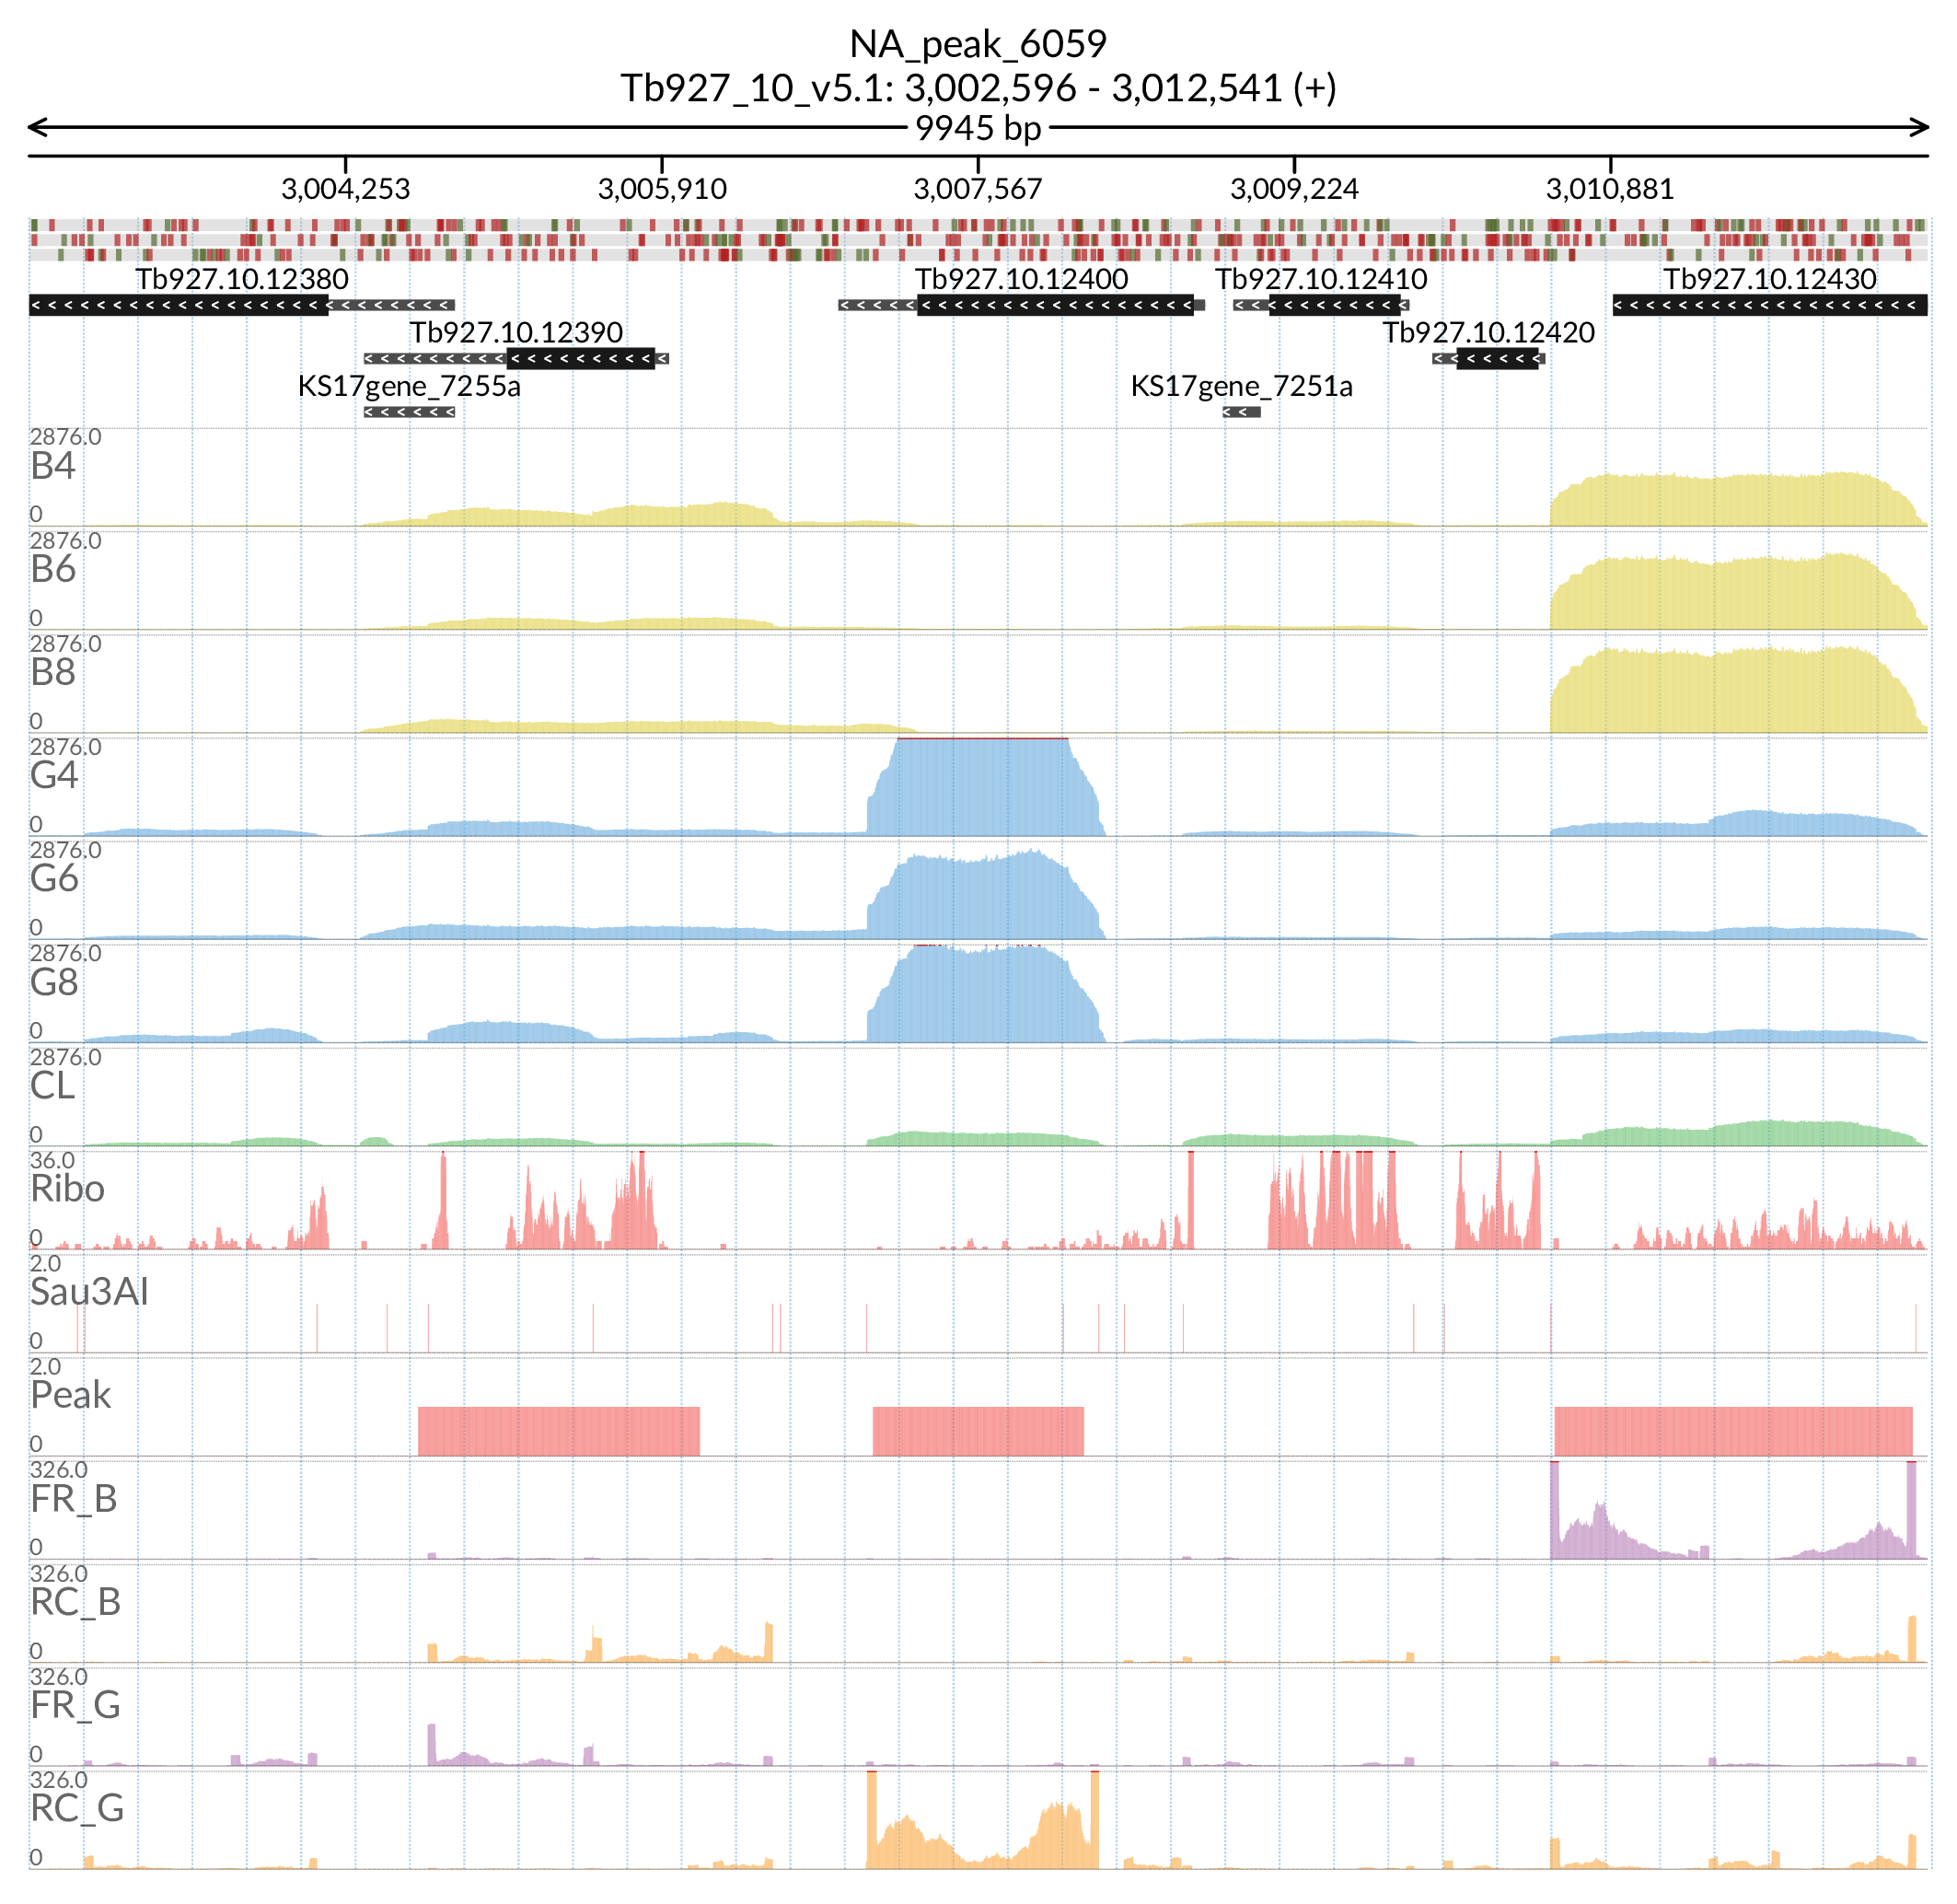 NA_peak_6059
Tb927_10_v5.1: 3,002,596 - 3,012,541 (+)
9945 bp
3,004,253 3,005,910 3,007,567 3,009,224 3,010,881
Tb927.10.12380 Tb927.10.12400 Tb927.10.12410 Tb927.10.12430
Tb927.10.12390 Tb927.10.12420
KS17gene_7255a KS17gene_7251a
2876.0
B4
0
2876.0
B6
0
2876.0
B8
0
2876.0
G4
0
2876.0
G6
0
2876.0
G8
0
2876.0
CL
0
36.0
Ribo
0
2.0
Sau3AI
0
2.0
Peak
0
326.0
FR_B
0
326.0
RC_B
0
326.0
FR_G
0
326.0
RC_G
0